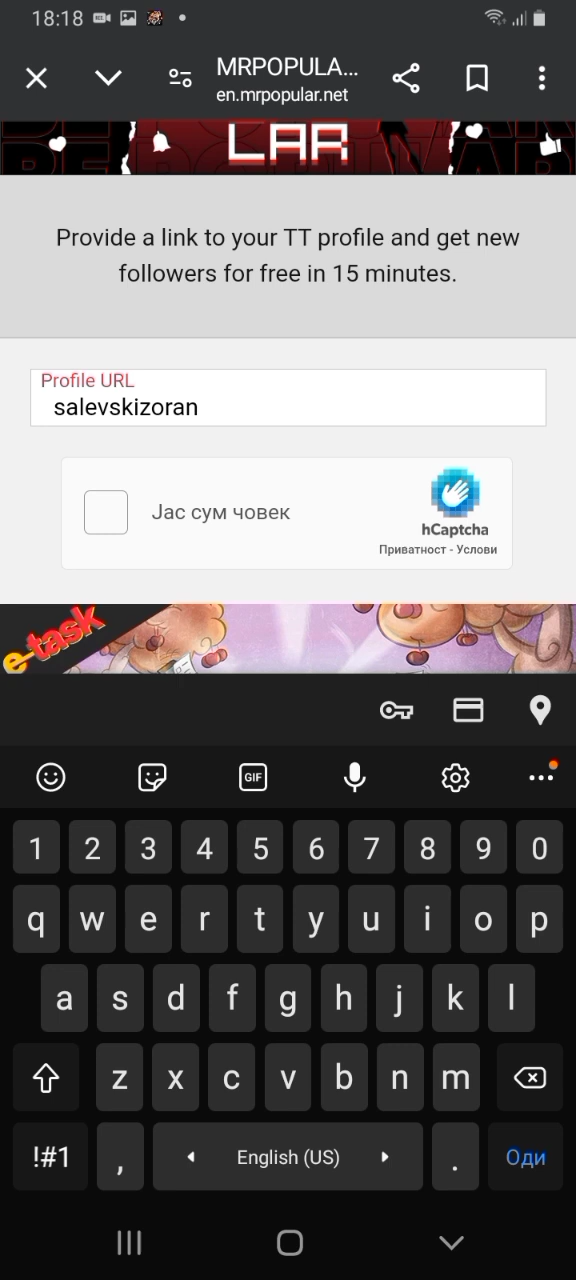 18:18
MRPOPULA...
en.mrpopular.net
LAR
Provide a link to your TT profile and get new
followers for free in 15 minutes.
Profile URL
salevskizoran
Јас сум човек
hCaptcha
Приватност - Услови
e-task
GIF
1 2 3 4 5 6 7 8 9 0
q w e r t y u i o p
a s d f g h j k l
z x c v b n m
!#1 , English (US) . Оди